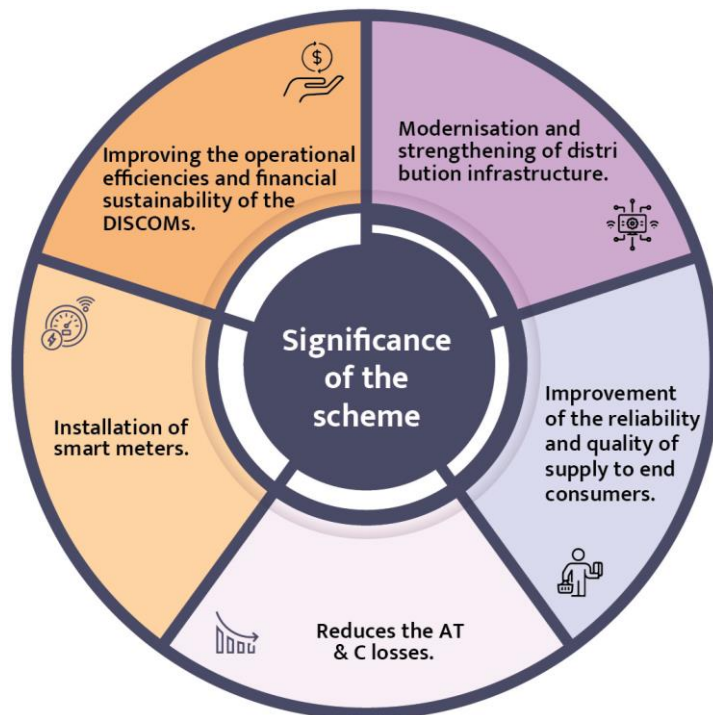 Significance
of the
scheme
Modernisation and
strengthening of distri
bution infrastructure.
Improvement
of the reliability
and quality of
supply to end
consumers.
Reduces the AT
& C losses.
Installation of
smart meters.
Improving the operational
efficiencies and financial
sustainability of the
DISCOMs.
$